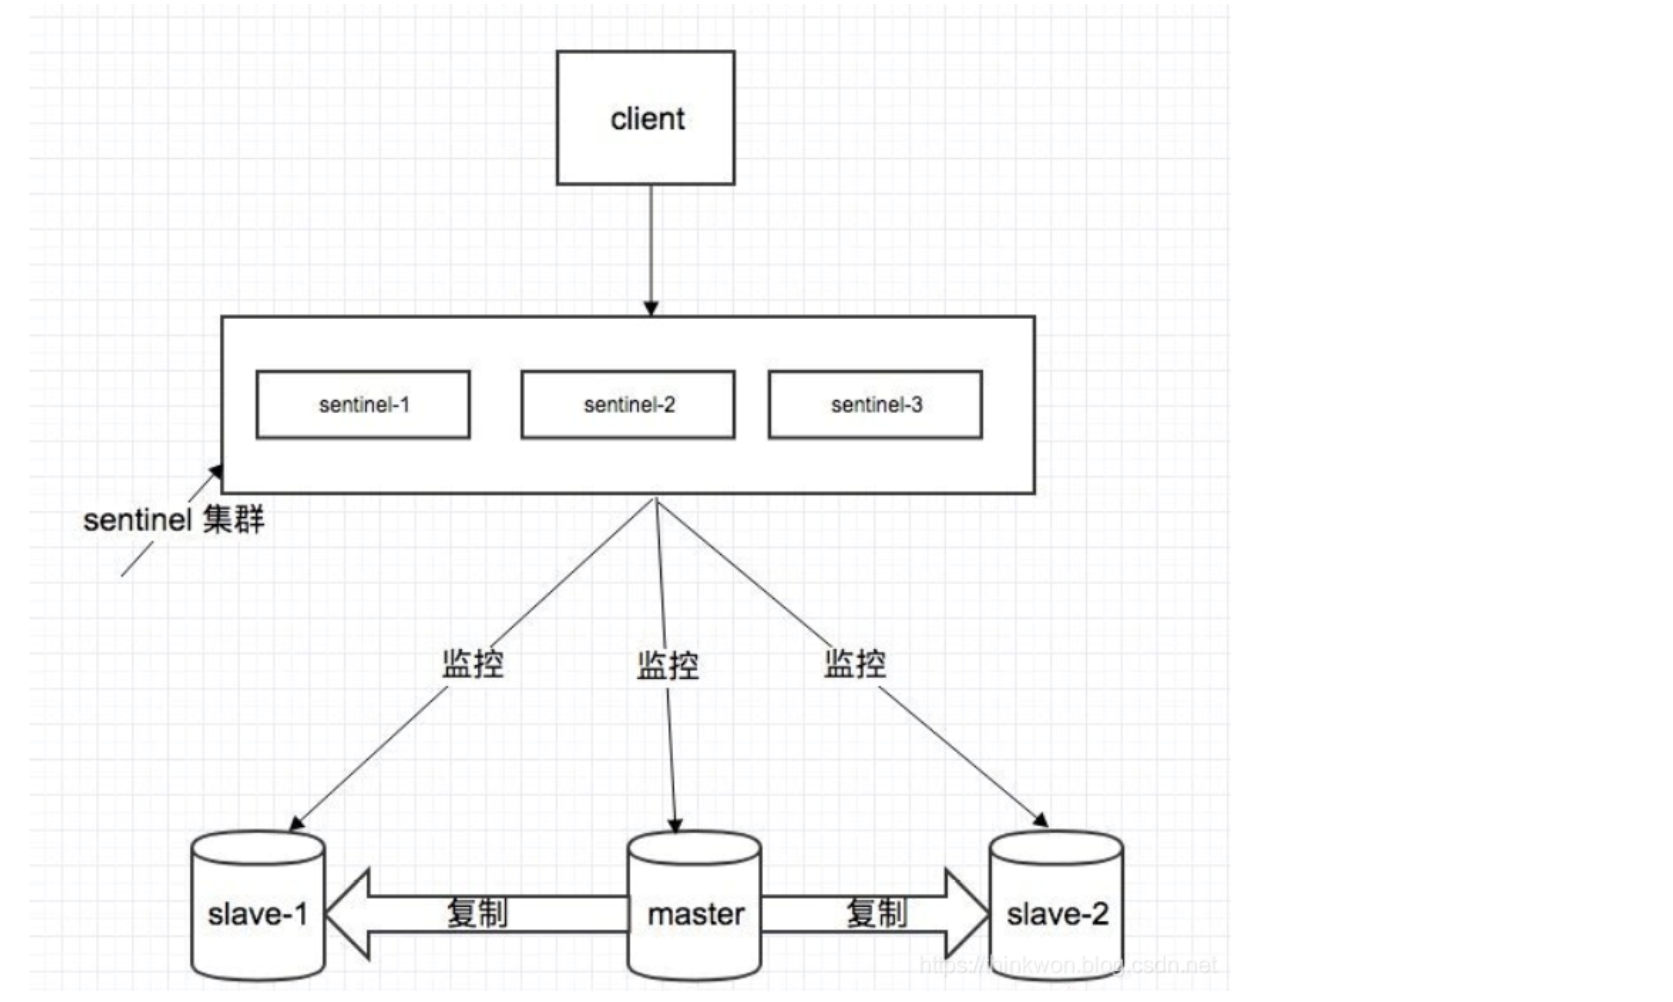 client
sentinel-1
sentinel-2
sentinel-3
sentinel 集群
监控
监控
监控
slave-1
复制
master
复制
slave-2
https://thinkwon.blog.csdn.net